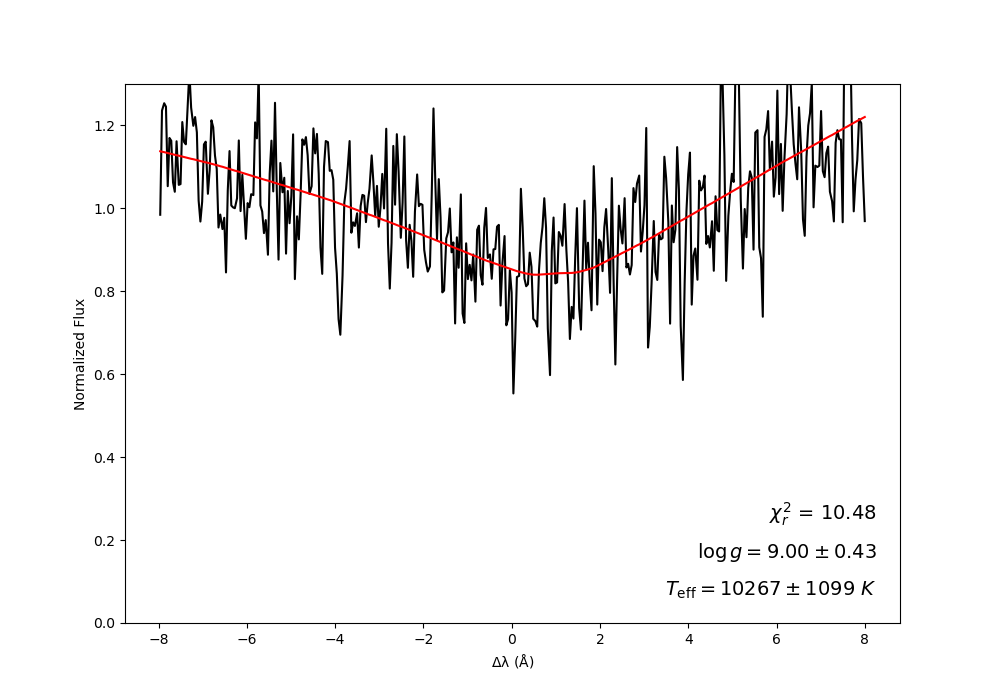 1.2
1.0
0.8
0.6
0.4
0.2
0.0
Normalized Flux
χ²ᵣ = 10.48
log g = 9.00 ± 0.43
T_eff = 10267 ± 1099 K
−8 −6 −4 −2 0 2 4 6 8
Δλ (Å)